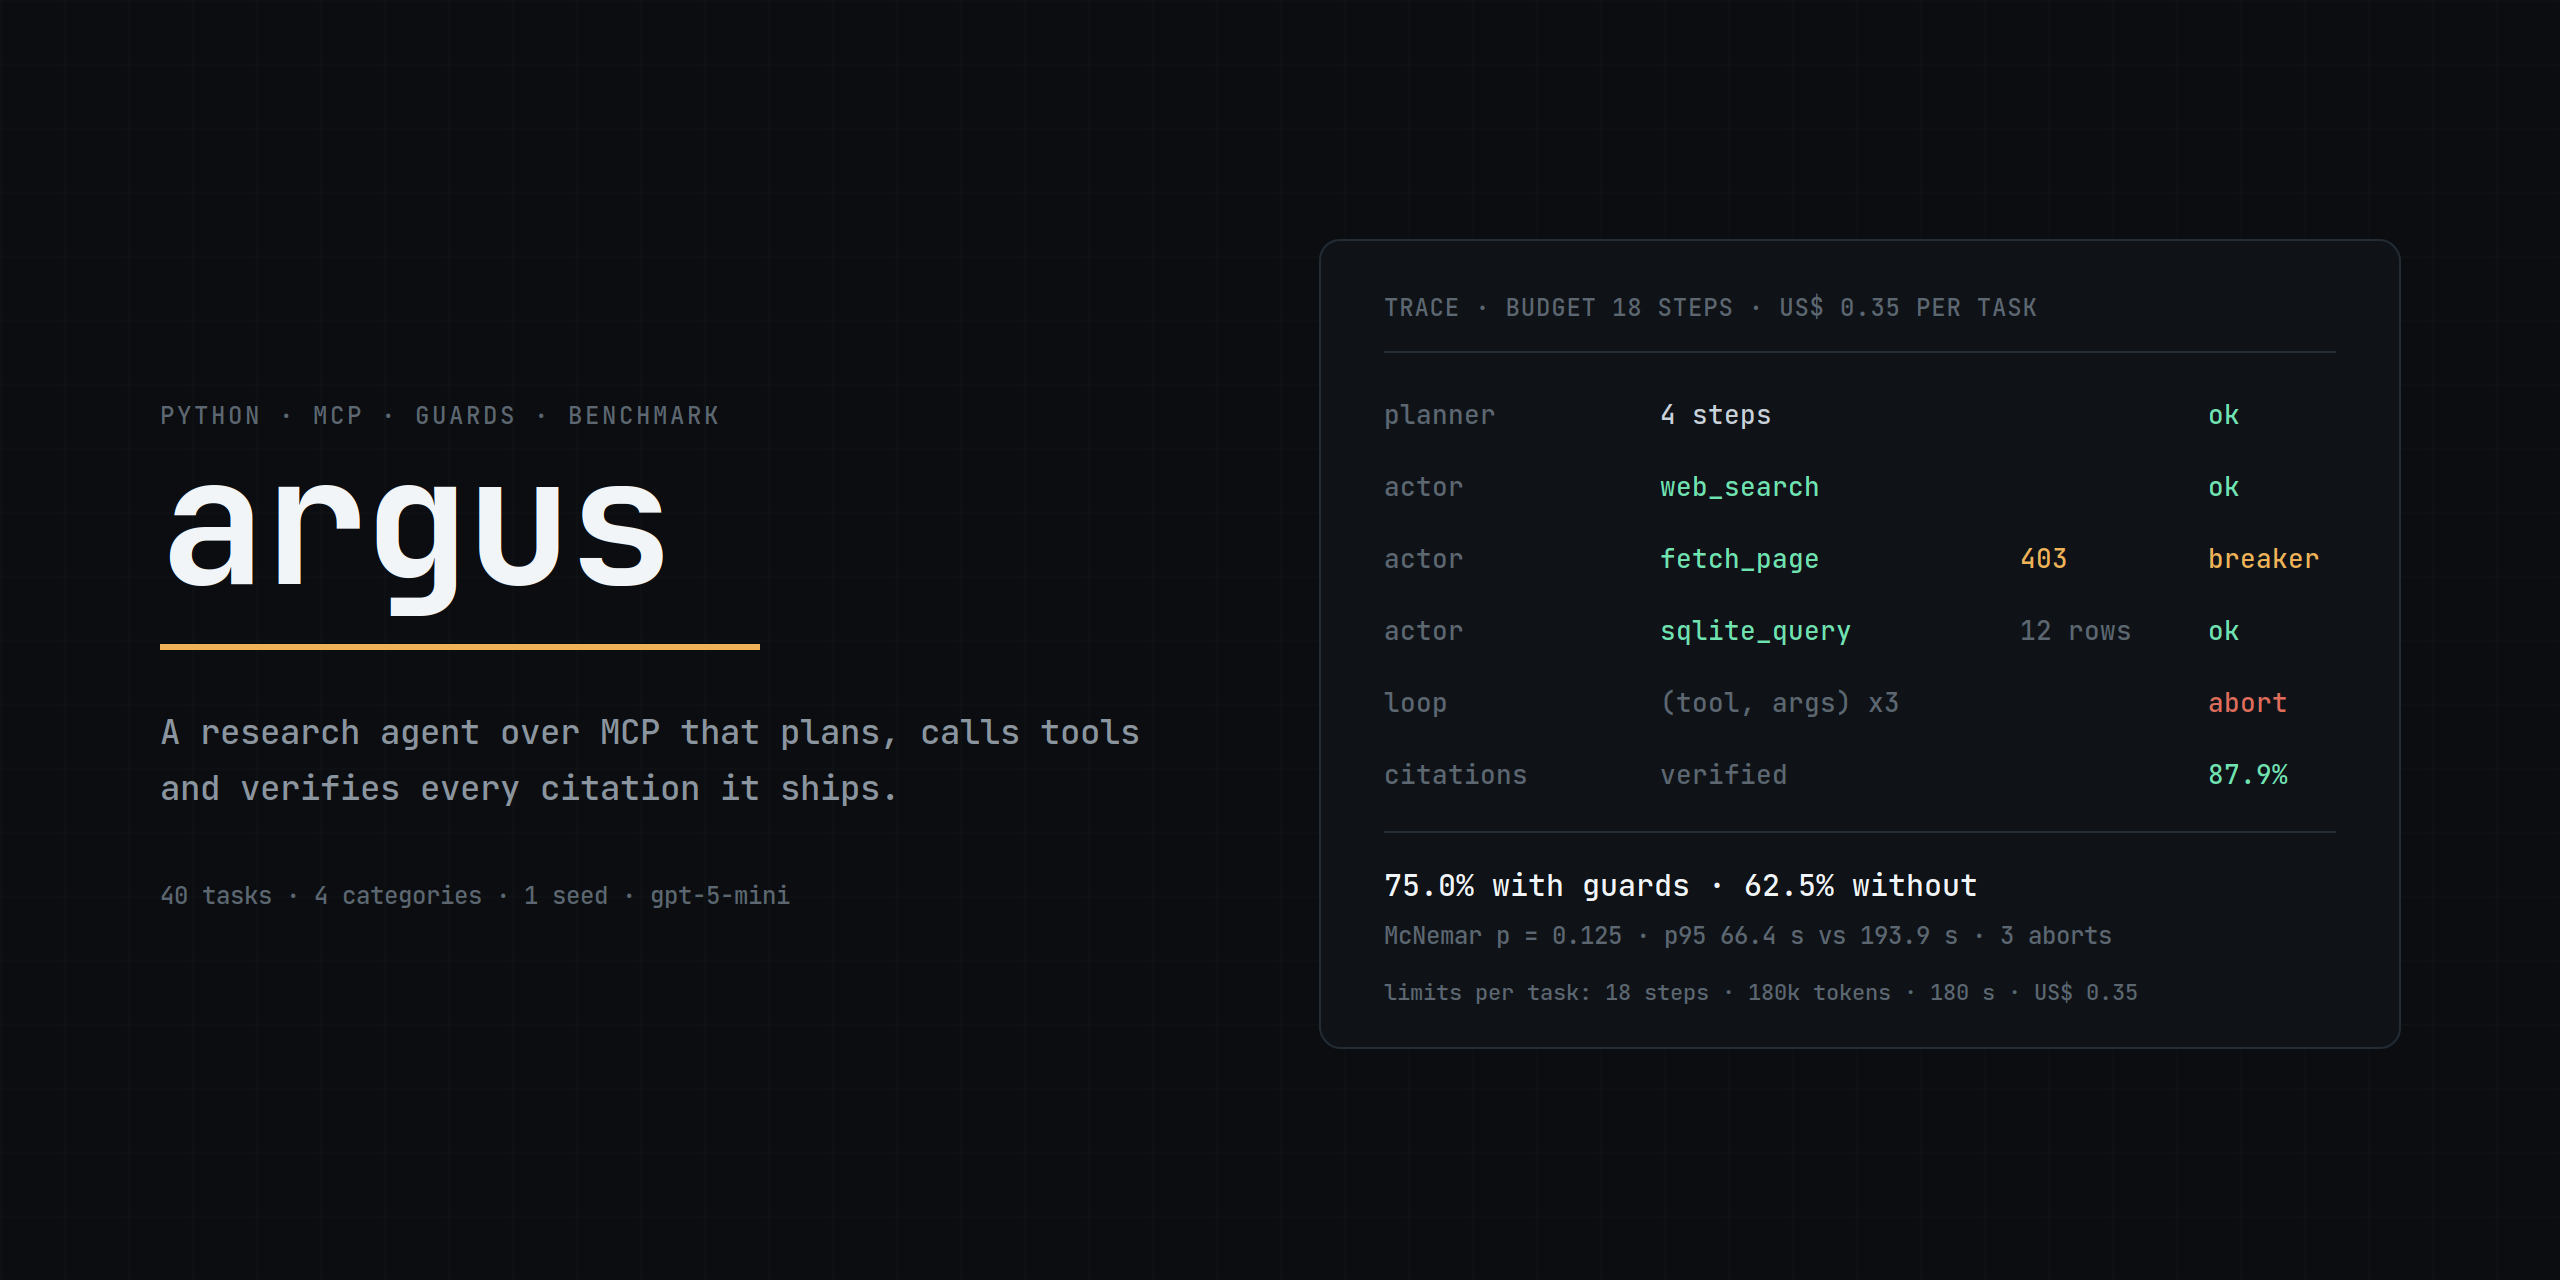 PYTHON · MCP · GUARDS · BENCHMARK
argus
A research agent over MCP that plans, calls tools
and verifies every citation it ships.
40 tasks · 4 categories · 1 seed · gpt-5-mini
TRACE · BUDGET 18 STEPS · US$ 0.35 PER TASK
planner 4 steps ok
actor web_search ok
actor fetch_page 403 breaker
actor sqlite_query 12 rows ok
loop (tool, args) x3 abort
citations verified 87.9%
75.0% with guards · 62.5% without
McNemar p = 0.125 · p95 66.4 s vs 193.9 s · 3 aborts
limits per task: 18 steps · 180k tokens · 180 s · US$ 0.35